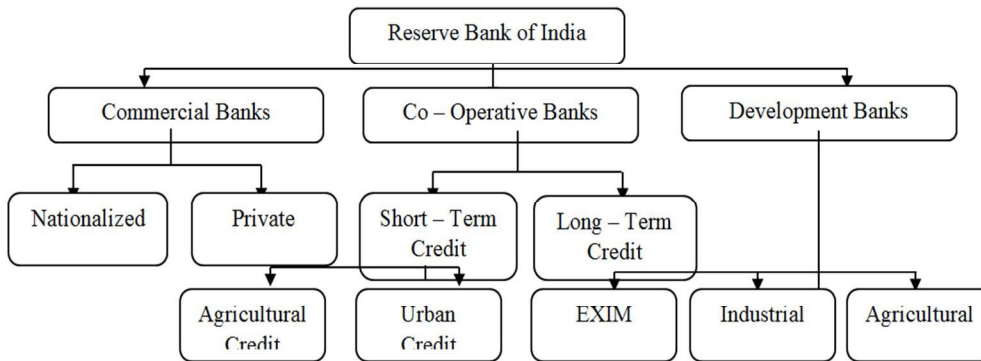 Reserve Bank of India
Commercial Banks
Co – Operative Banks
Development Banks
Nationalized
Private
Short – Term
Credit
Long – Term
Credit
Agricultural
Credit
Urban
Credit
EXIM
Industrial
Agricultural